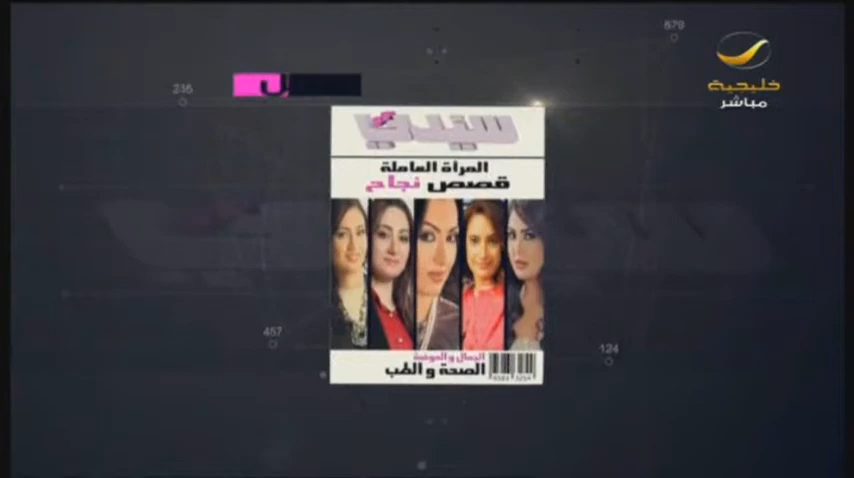 679
خليجية
مباشر
236
سيدتي
المرأة العاملة
قصص نجاح
457
124
الجمال و الموضة
الصحة و الطب